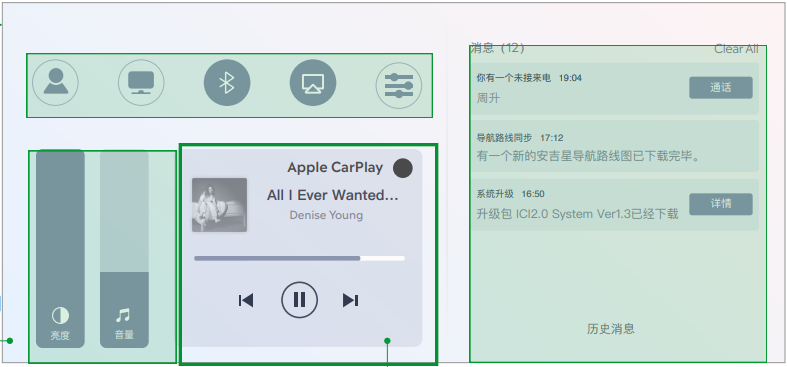 消息（12）
Clear All
你有一个未接来电 19:04
周升
通话
导航路线同步 17:12
有一个新的安吉星导航路线图已下载完毕。
系统升级 16:50
升级包 ICI2.0 System Ver1.3已经下载
详情
历史消息
Apple CarPlay
All I Ever Wanted...
Denise Young
亮度
音量